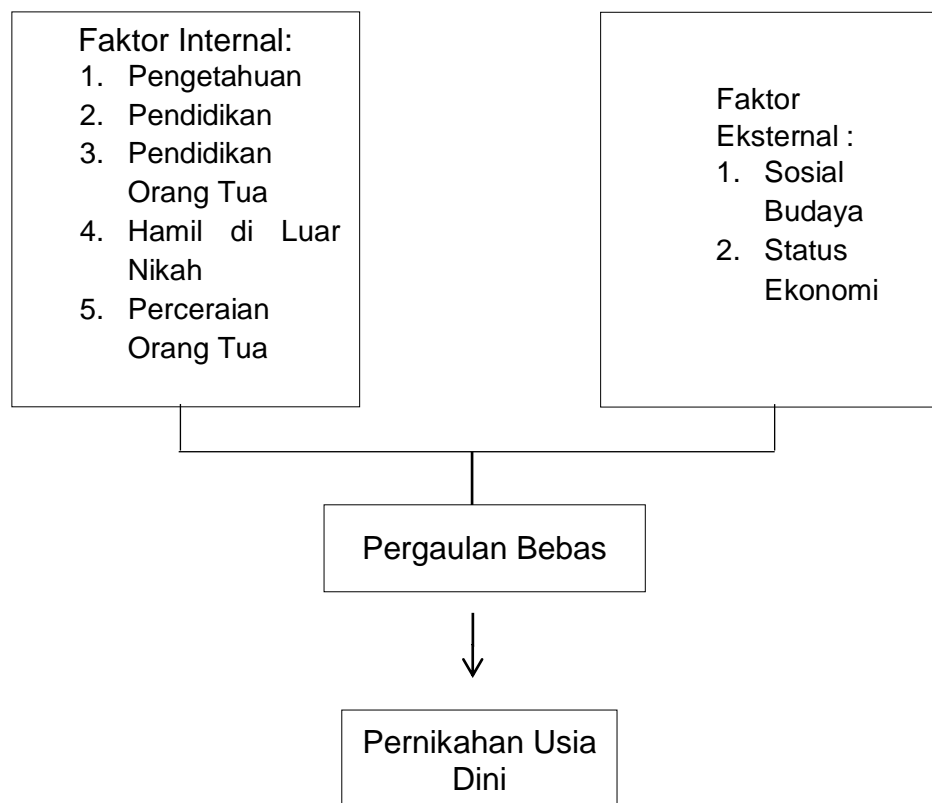 Faktor Internal:
1. Pengetahuan
2. Pendidikan
3. Pendidikan
Orang Tua
4. Hamil di Luar
Nikah
5. Perceraian
Orang Tua
Faktor
Eksternal :
1. Sosial
Budaya
2. Status
Ekonomi
Pergaulan Bebas
Pernikahan Usia
Dini